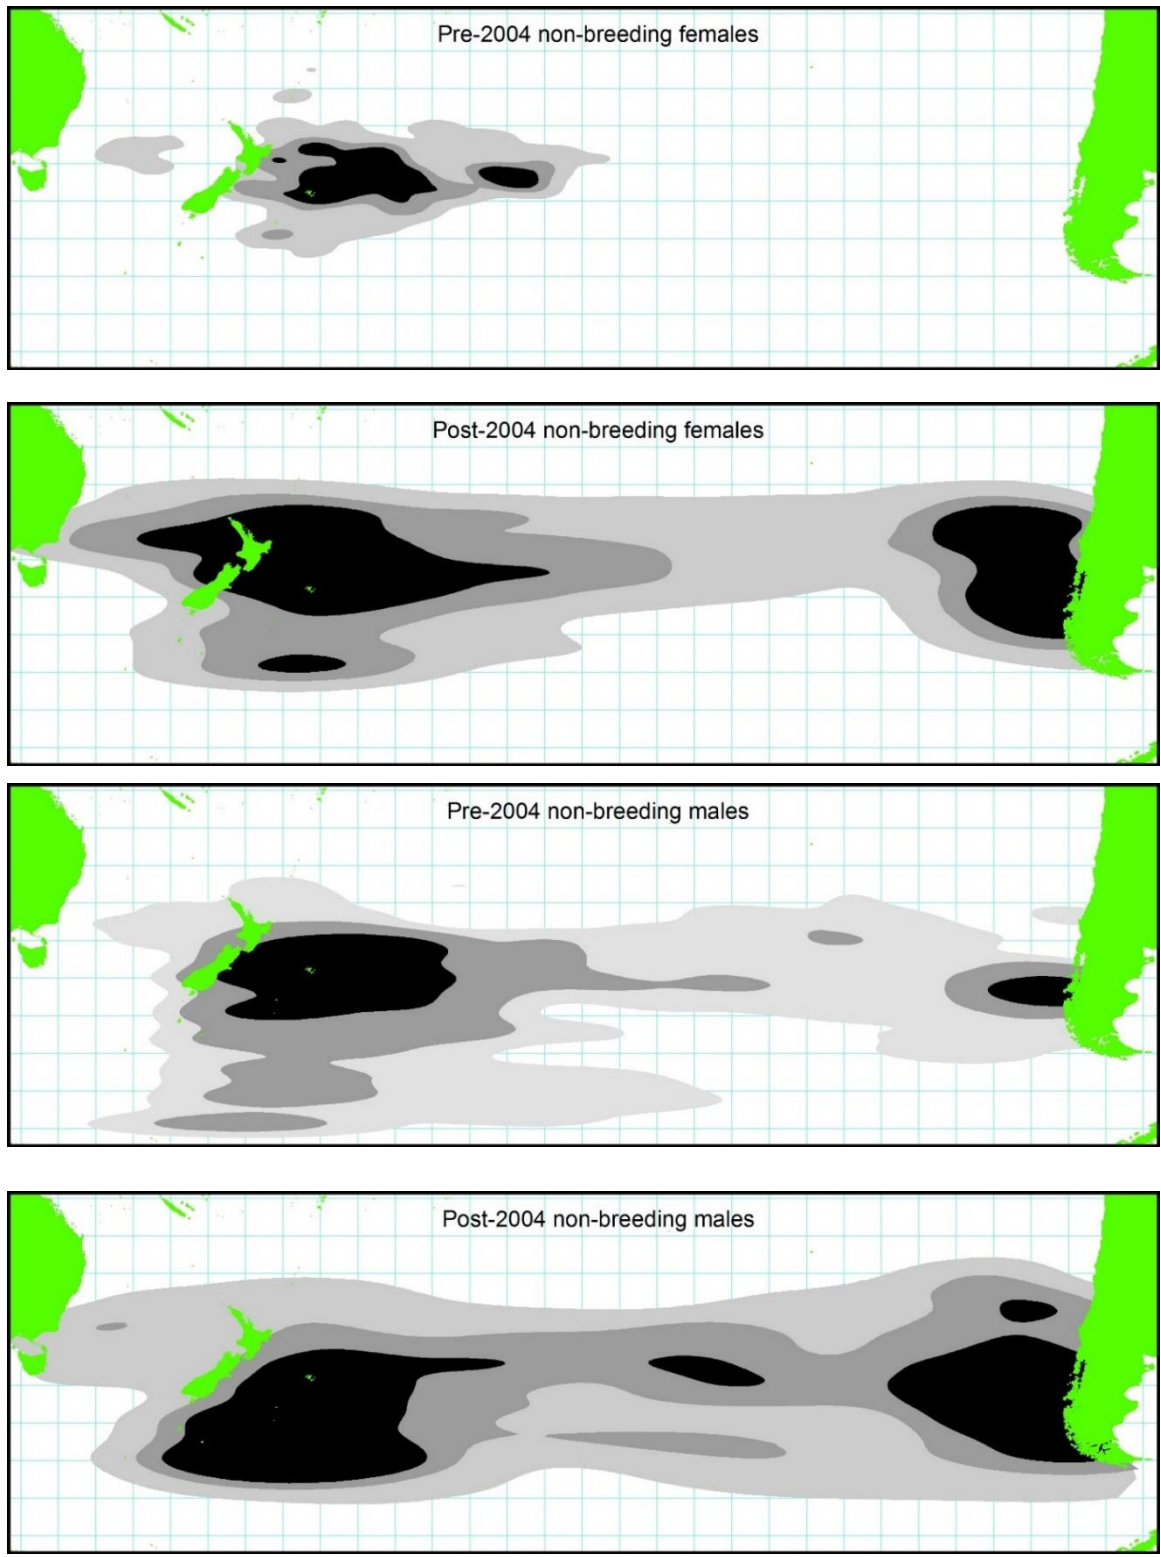 Pre-2004 non-breeding females
Post-2004 non-breeding females
Pre-2004 non-breeding males
Post-2004 non-breeding males